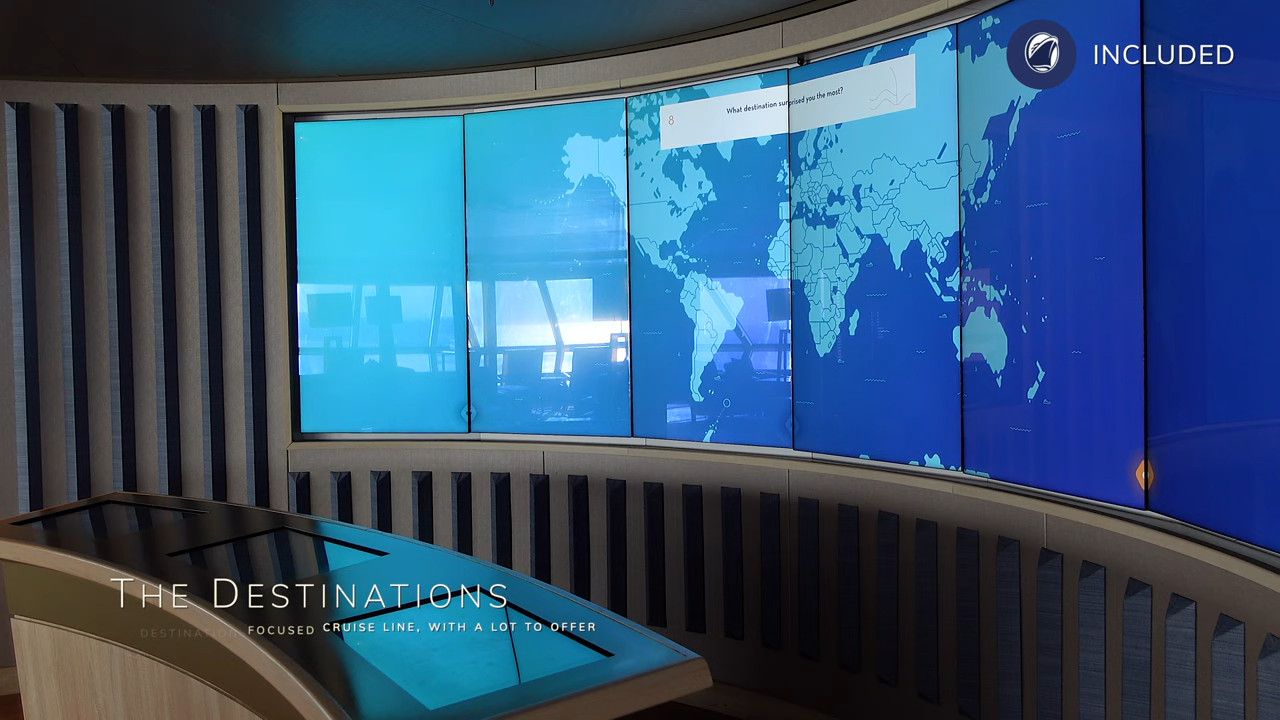 INCLUDED
What destination surprised you the most?
8
THE DESTINATIONS
DESTINATION FOCUSED CRUISE LINE, WITH A LOT TO OFFER